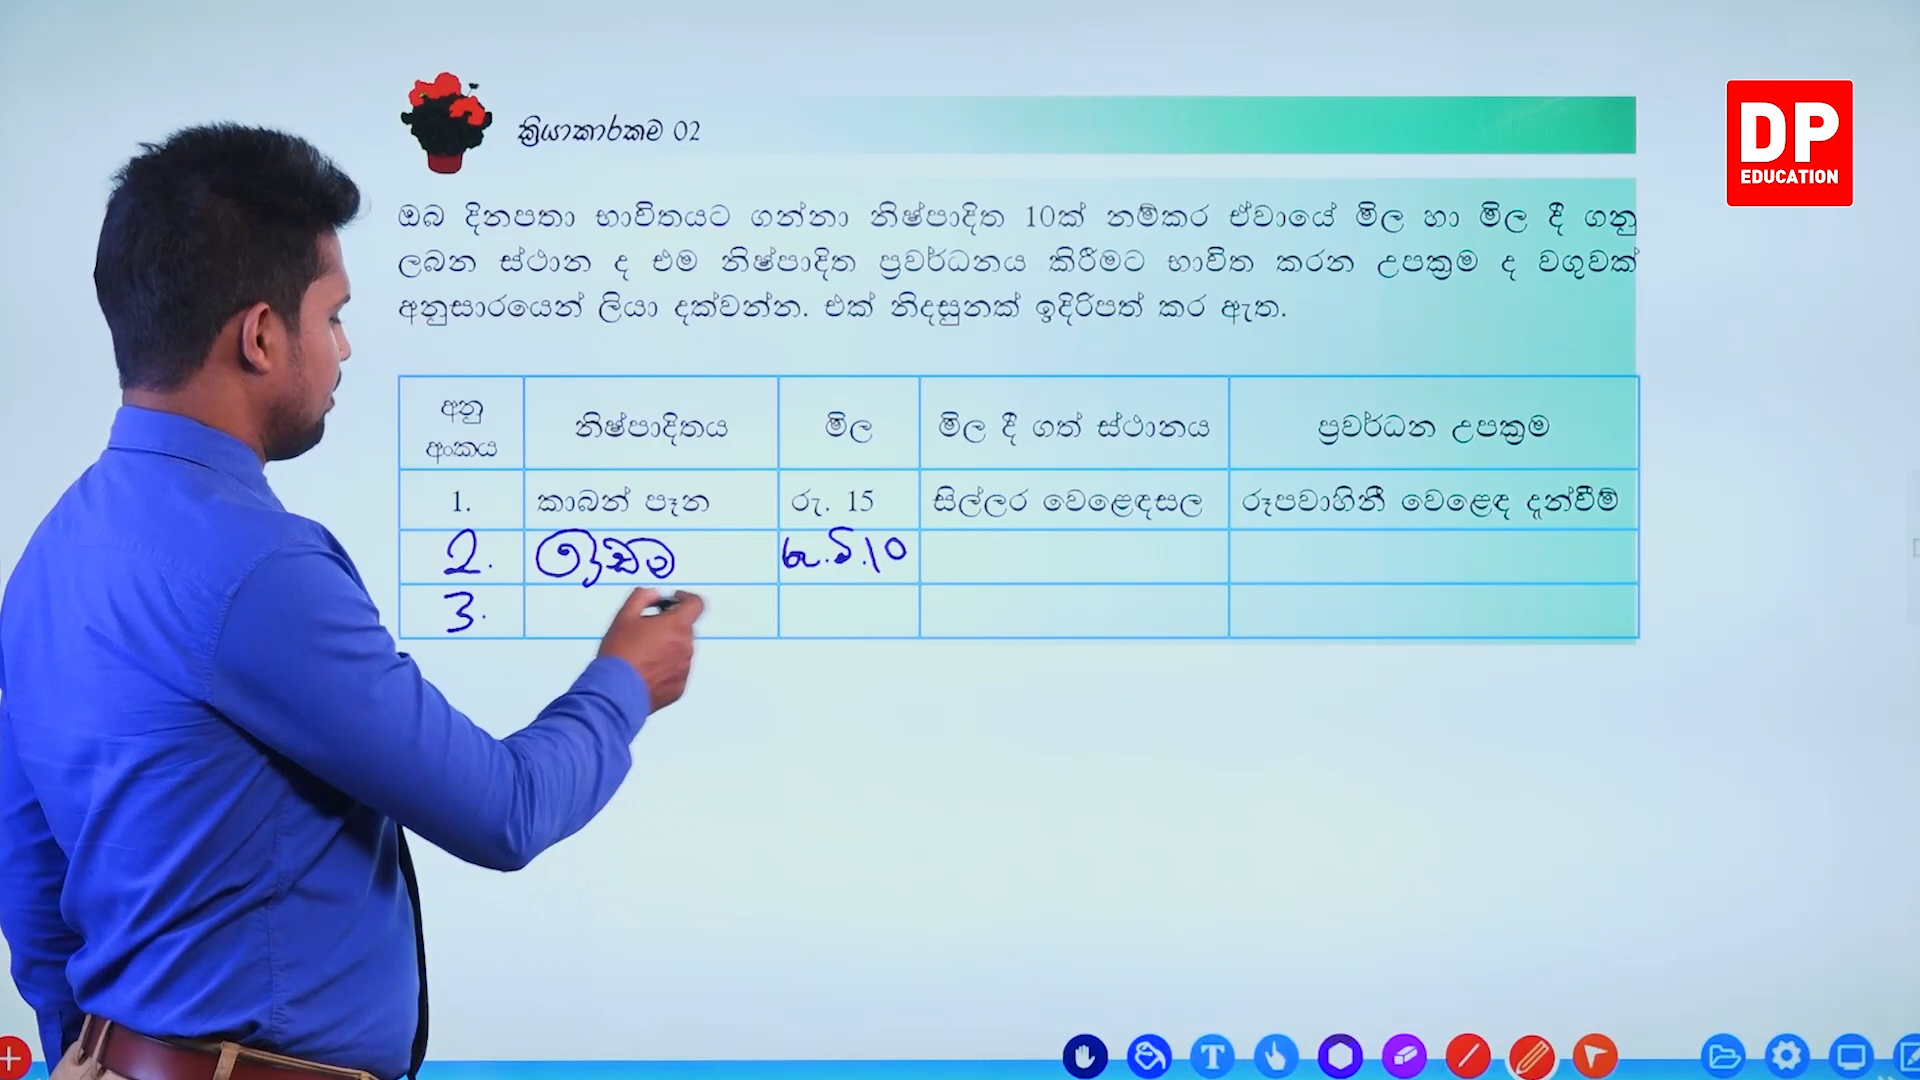 ක්‍රියාකාරකම 02
DP
EDUCATION
ඔබ දිනපතා භාවිතයට ගන්නා නිෂ්පාදිත 10ක් නම්කර ඒවායේ මිල හා මිල දී ගනු
ලබන ස්ථාන ද එම නිෂ්පාදිත ප්‍රවර්ධනය කිරීමට භාවිත කරන උපක්‍රම ද වගුවක්
අනුසාරයෙන් ලියා දක්වන්න. එක් නිදසුනක් ඉදිරිපත් කර ඇත.
අනු අංකය නිෂ්පාදිතය මිල මිල දී ගත් ස්ථානය ප්‍රවර්ධන උපක්‍රම
1. කාබන් පෑන රු. 15 සිල්ලර වෙළෙඳසල රූපවාහිනී වෙළෙඳ දැන්වීම්
2. 10
3.